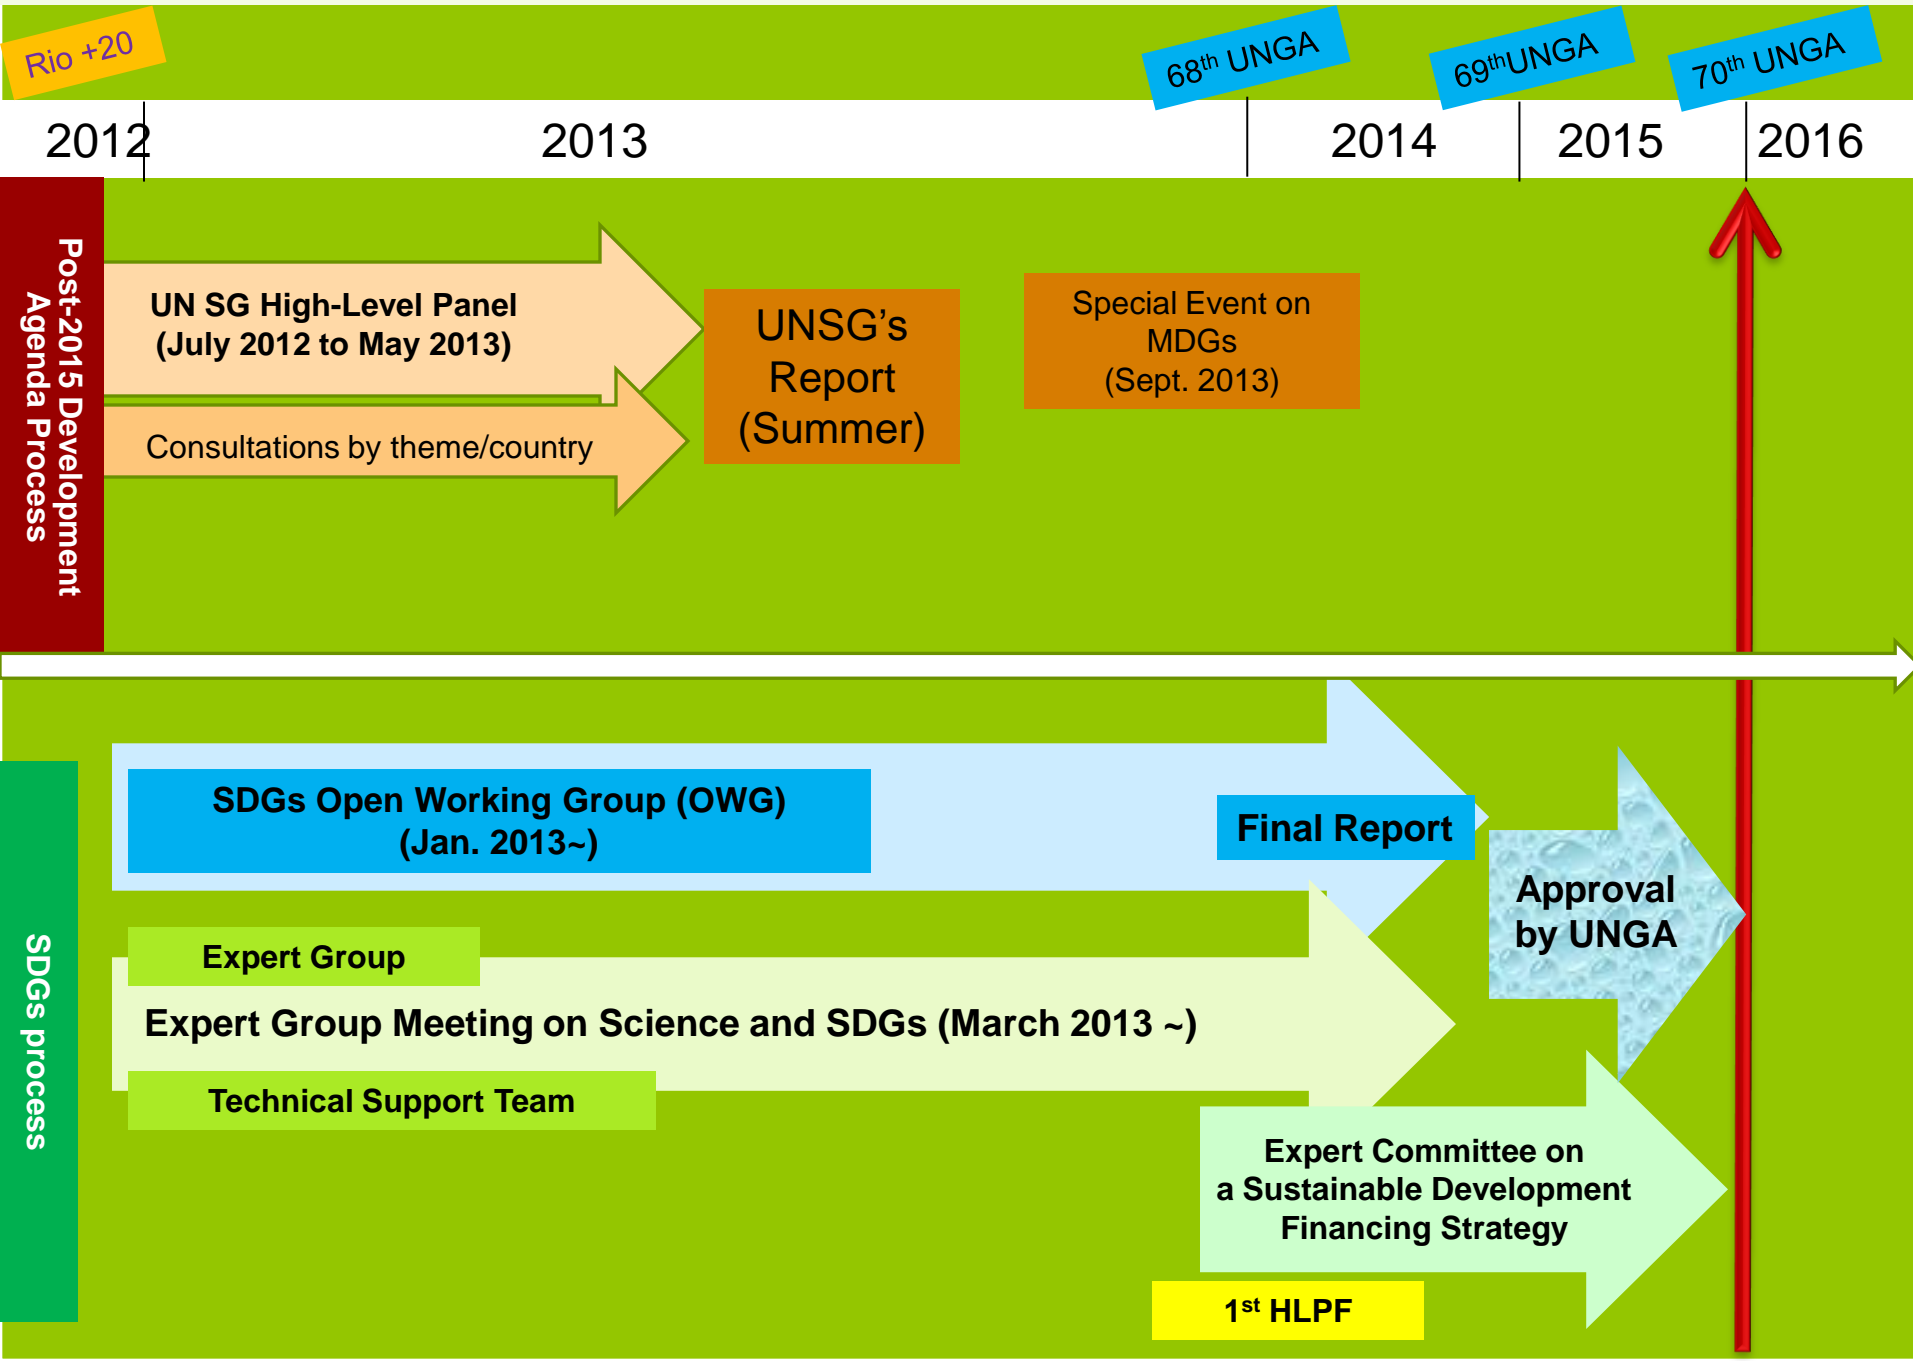 Rio +20
68th UNGA
69thUNGA
70th UNGA
2012
2013
2014
2015
2016
Post-2015 Development
Agenda Process
UN SG High-Level Panel
(July 2012 to May 2013)
Consultations by theme/country
UNSG’s
Report
(Summer)
Special Event on
MDGs
(Sept. 2013)
SDGs process
SDGs Open Working Group (OWG)
(Jan. 2013~)
Final Report
Approval
by UNGA
Expert Group
Expert Group Meeting on Science and SDGs (March 2013 ~)
Technical Support Team
Expert Committee on
a Sustainable Development
Financing Strategy
1st HLPF